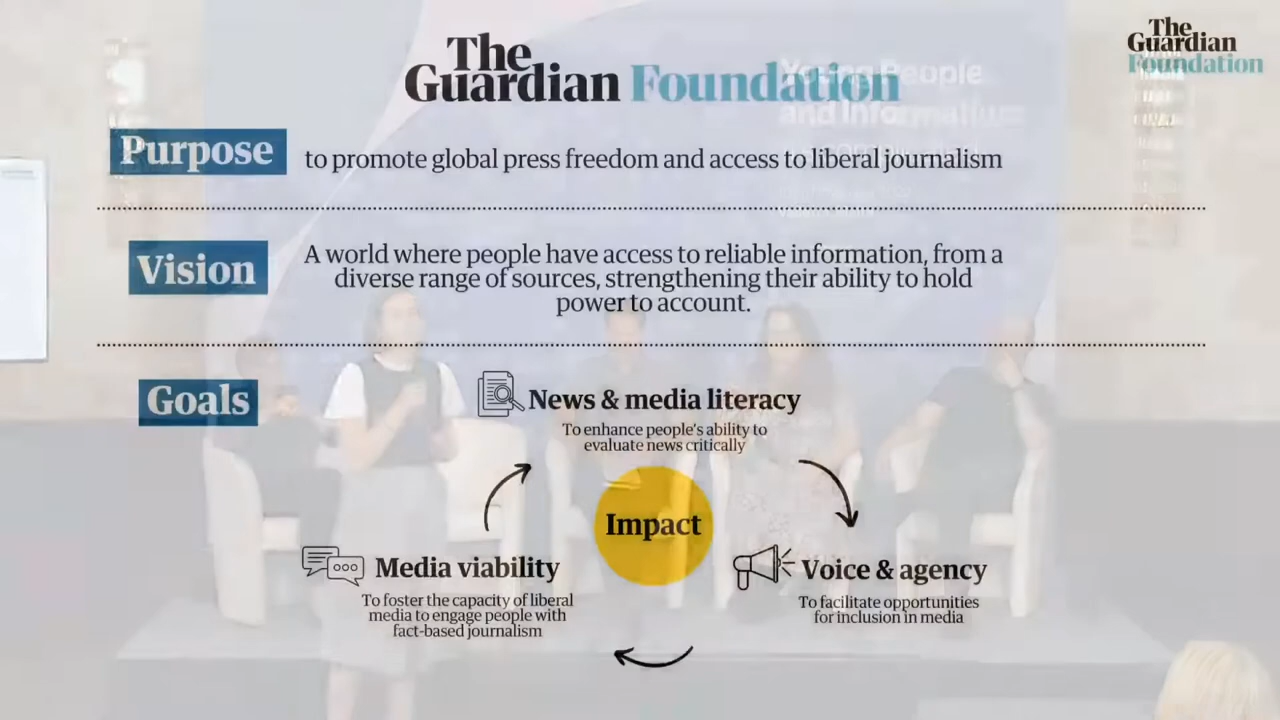 The
Guardian Foundation
The
Guardian
Foundation
Young People
and Information
Purpose
to promote global press freedom and access to liberal journalism
Vision
A world where people have access to reliable information, from a
diverse range of sources, strengthening their ability to hold
power to account.
Goals
News & media literacy
To enhance people's ability to
evaluate news critically
Impact
Media viability
To foster the capacity of liberal
media to engage people with
fact-based journalism
Voice & agency
To facilitate opportunities
for inclusion in media